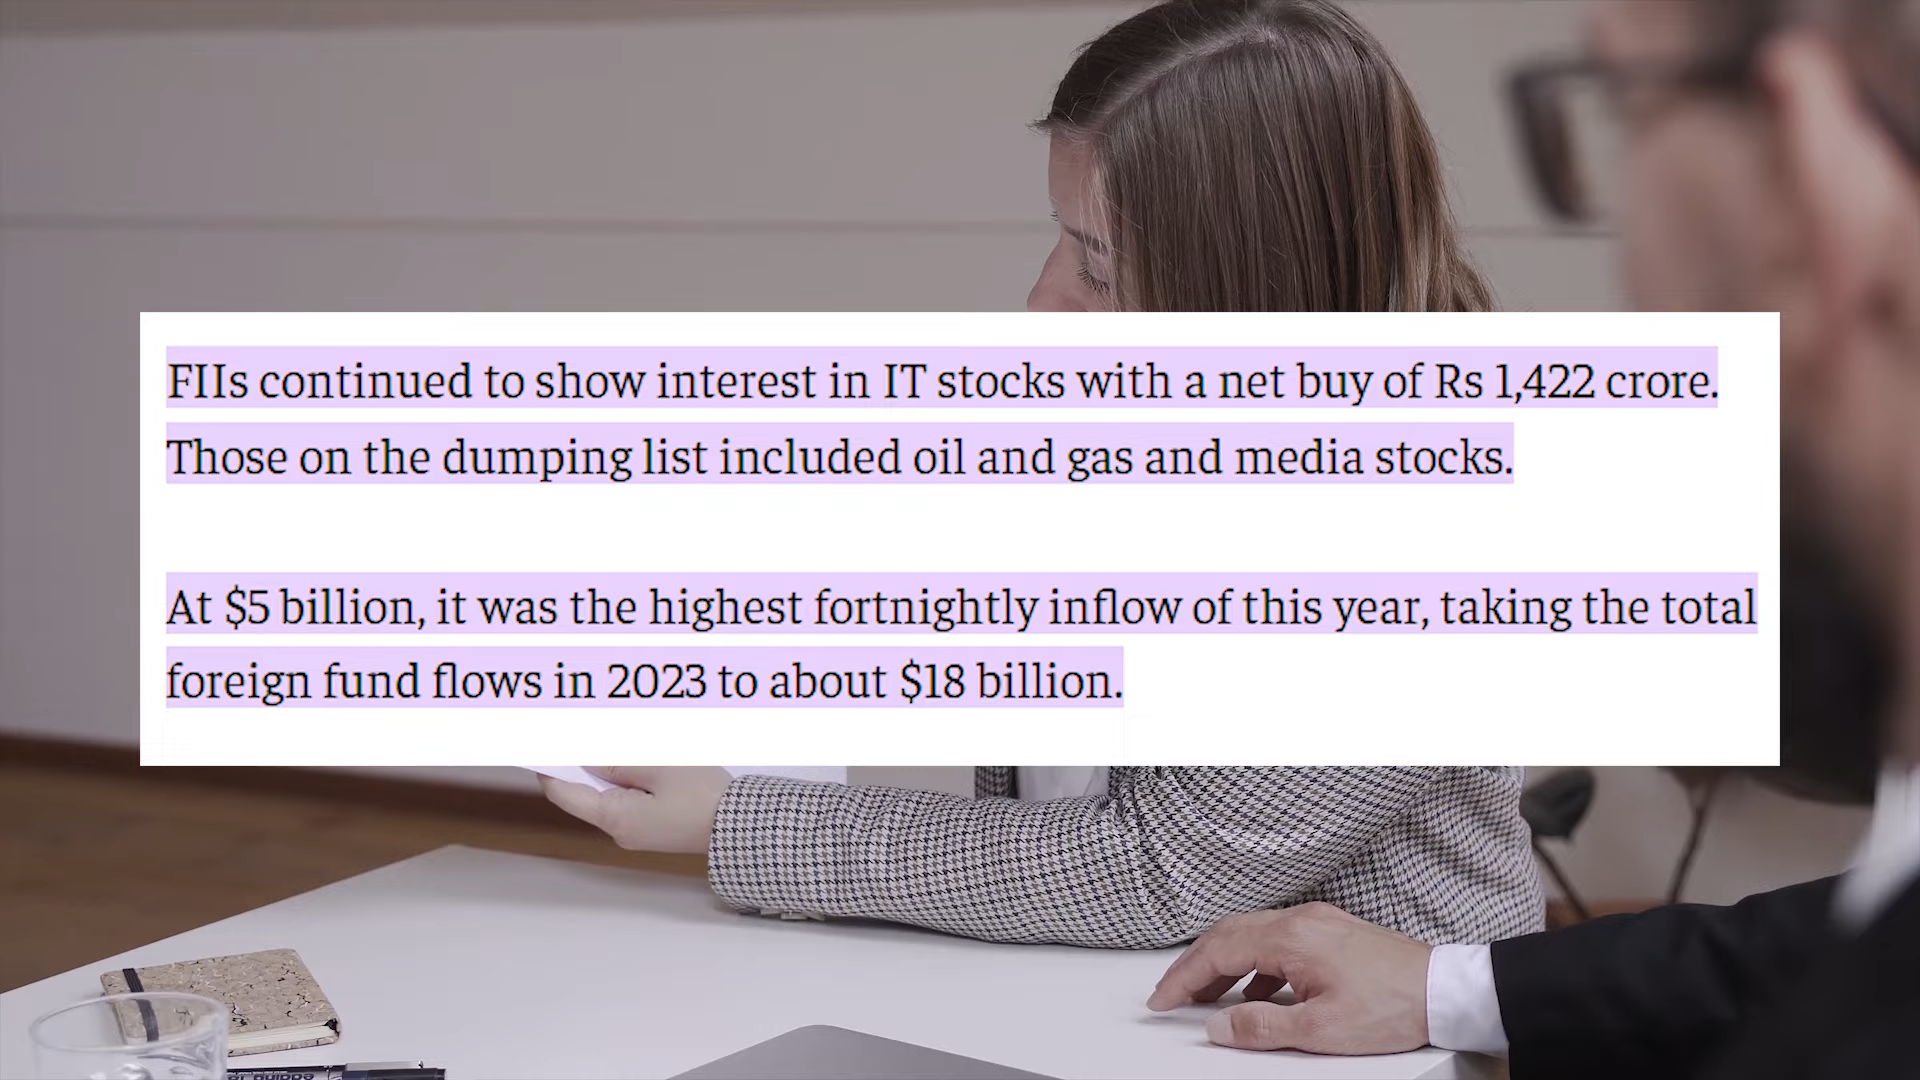 FIIs continued to show interest in IT stocks with a net buy of Rs 1,422 crore.
Those on the dumping list included oil and gas and media stocks.
At $5 billion, it was the highest fortnightly inflow of this year, taking the total
foreign fund flows in 2023 to about $18 billion.
edding